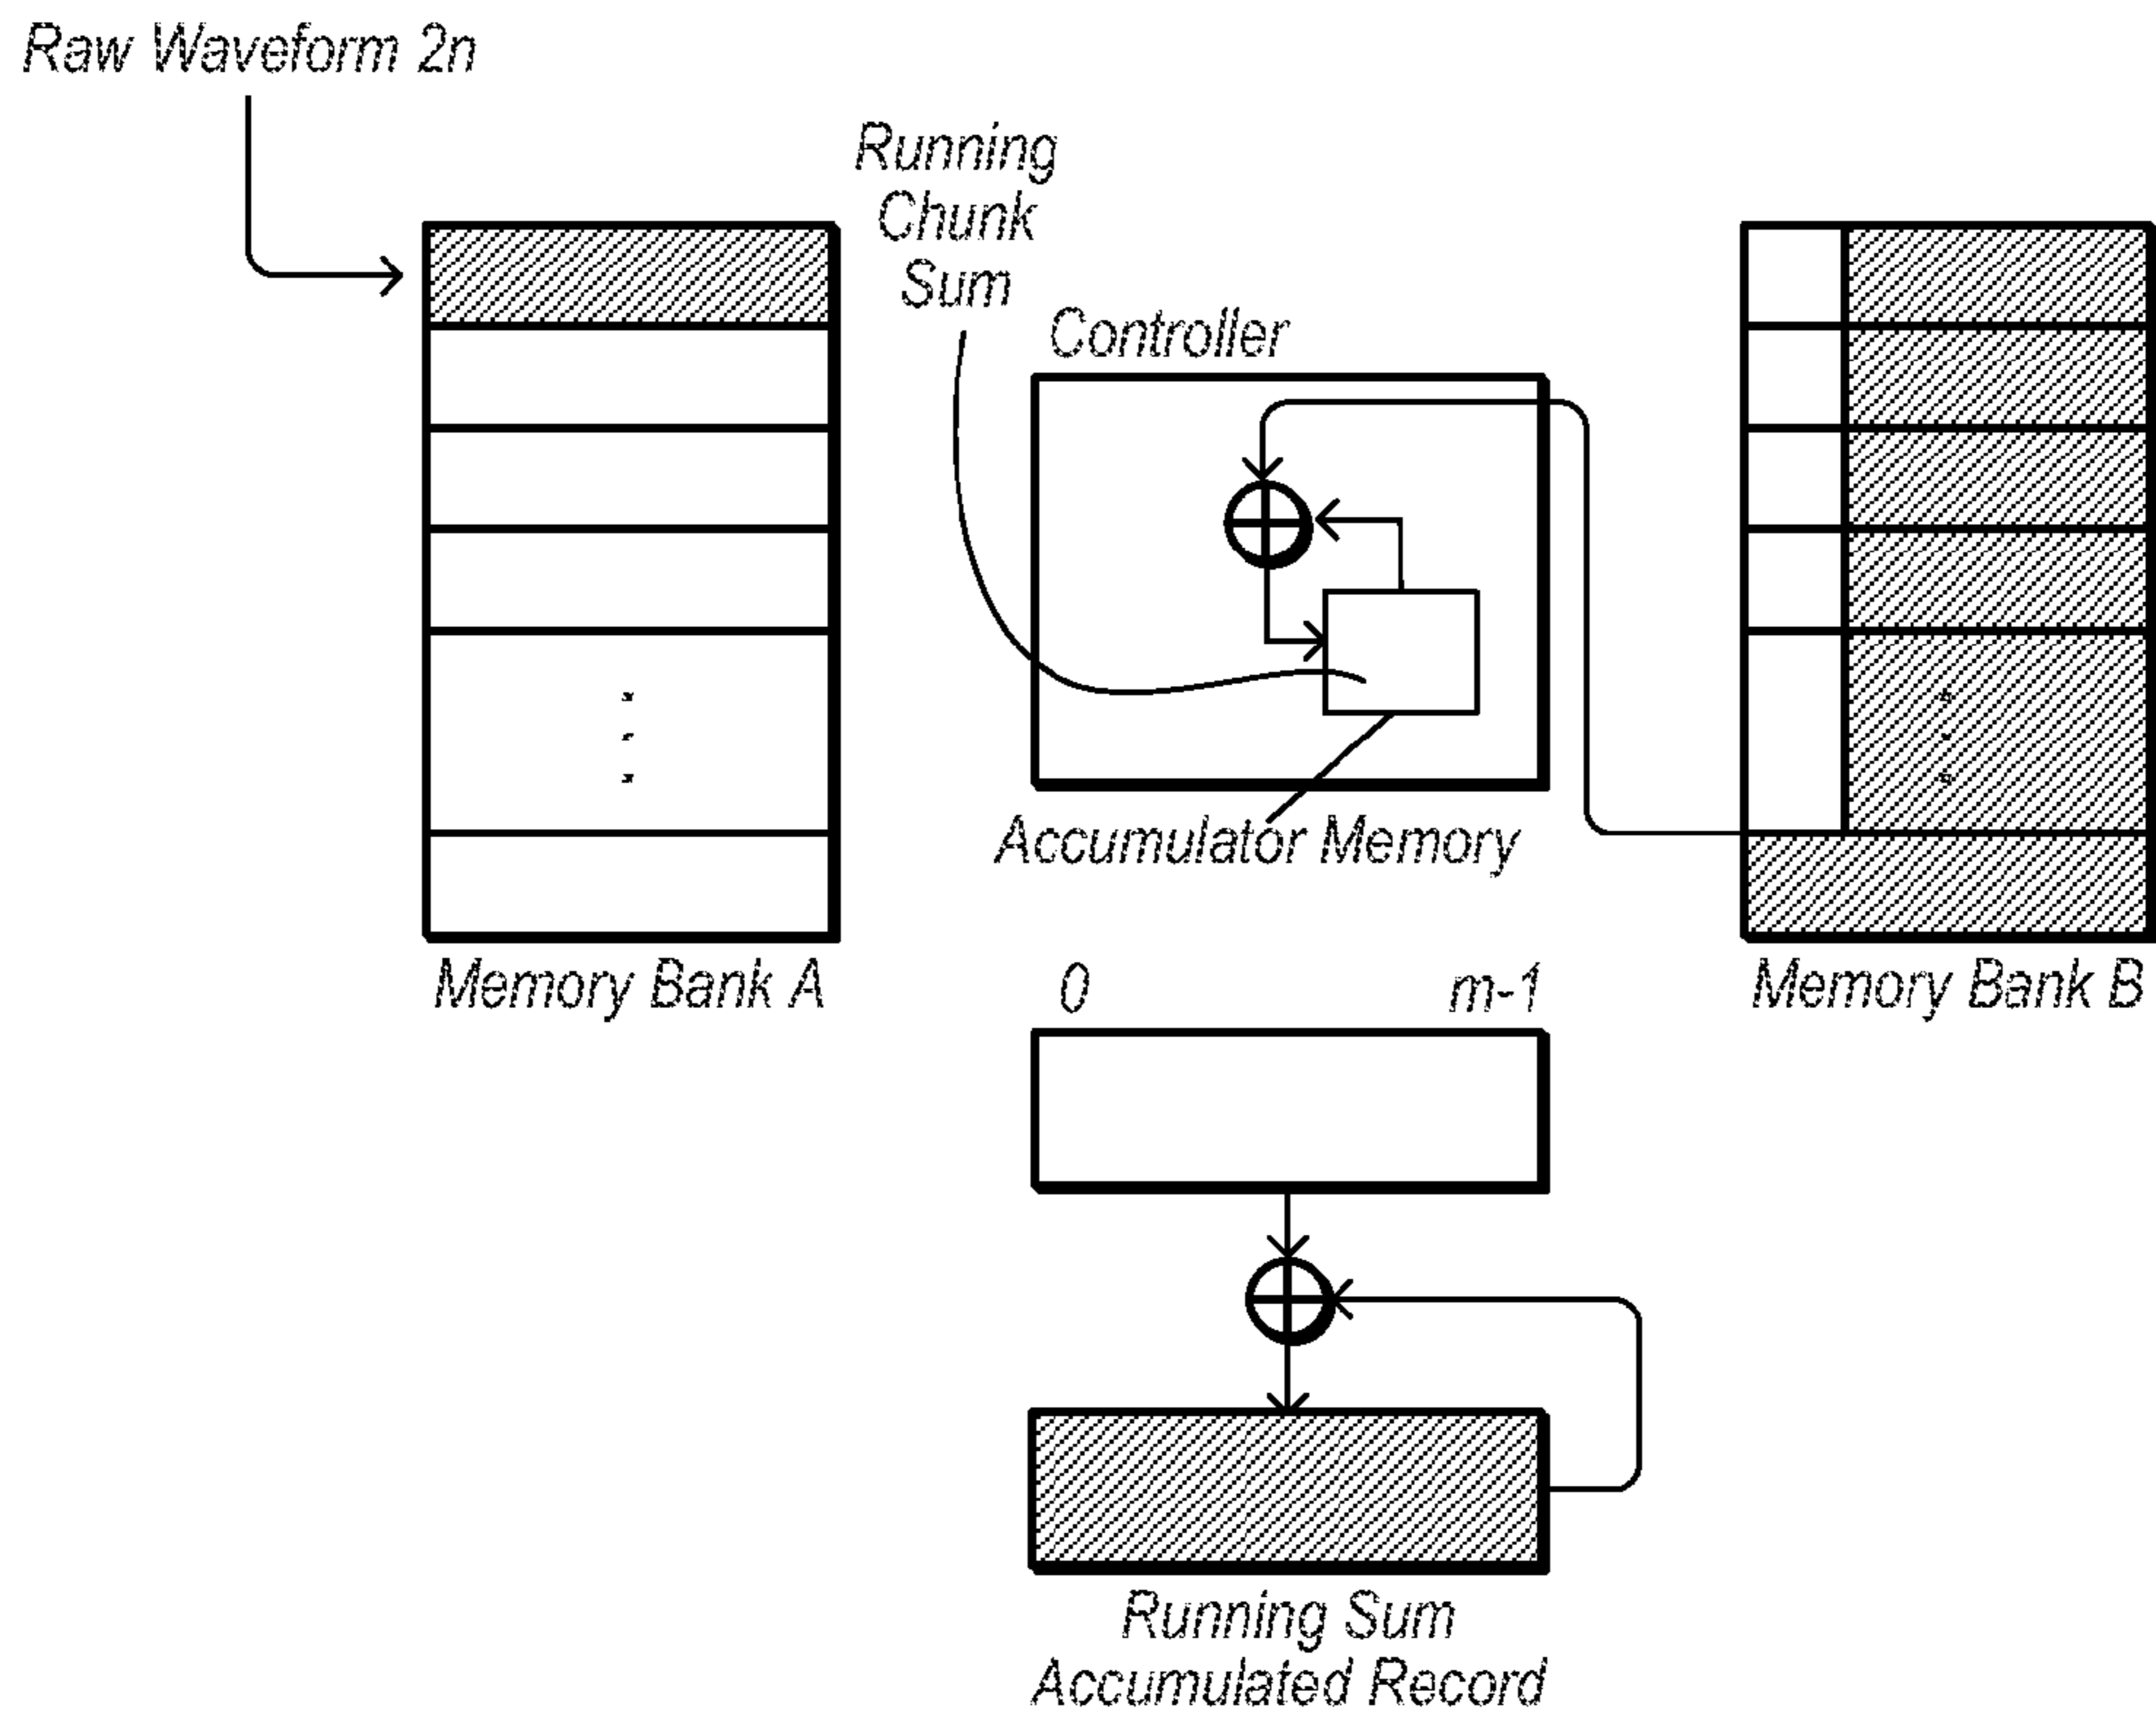 Raw Waveform 2n
Running
Chunk
Sum
Controller
Accumulator Memory
Memory Bank A
Memory Bank B
0
m-1
Running Sum
Accumulated Record